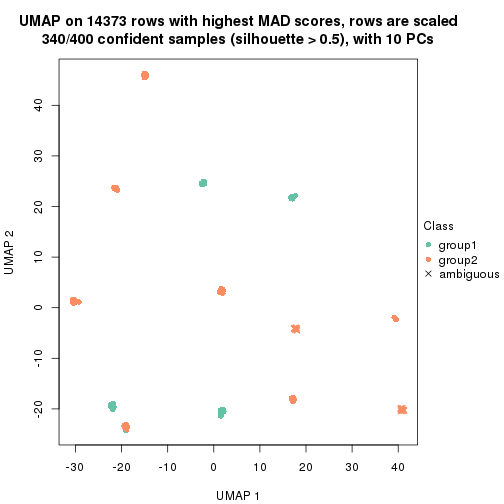 UMAP on 14373 rows with highest MAD scores, rows are scaled
340/400 confident samples (silhouette > 0.5), with 10 PCs
40
30
20
10
0
-10
-20
UMAP 2
-30 -20 -10 0 10 20 30 40
UMAP 1
Class
group1
group2
ambiguous